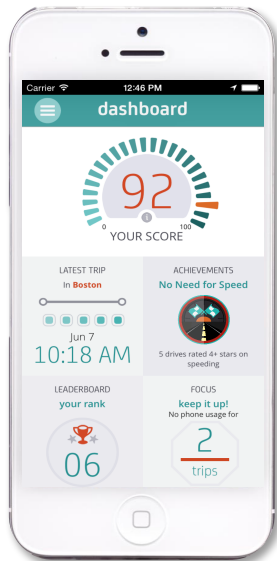 Carrier 12:46 PM
dashboard
92
0 100
YOUR SCORE
LATEST TRIP
In Boston
Jun 7
10:18 AM
ACHIEVEMENTS
No Need for Speed
5 drives rated 4+ stars on
speeding
LEADERBOARD
your rank
06
FOCUS
keep it up!
No phone usage for
2
trips